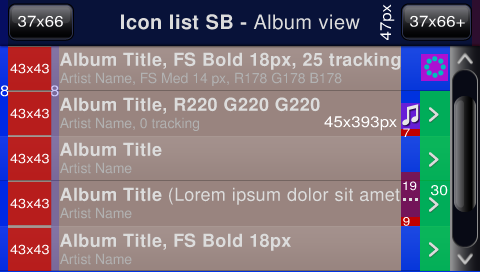 37x66
Icon list SB - Album view
47px
37x66+
43x43
Album Title, FS Bold 18px, 25 tracking
Artist Name, FS Med 14 px, R178 G178 B178
8
8
43x43
Album Title, R220 G220 G220
Artist Name, 0 tracking
45x393px
7
43x43
Album Title
Artist Name
43x43
Album Title (Lorem ipsum dolor sit amet
Artist Name
19
30
9
43x43
Album Title, FS Bold 18px
Artist Name